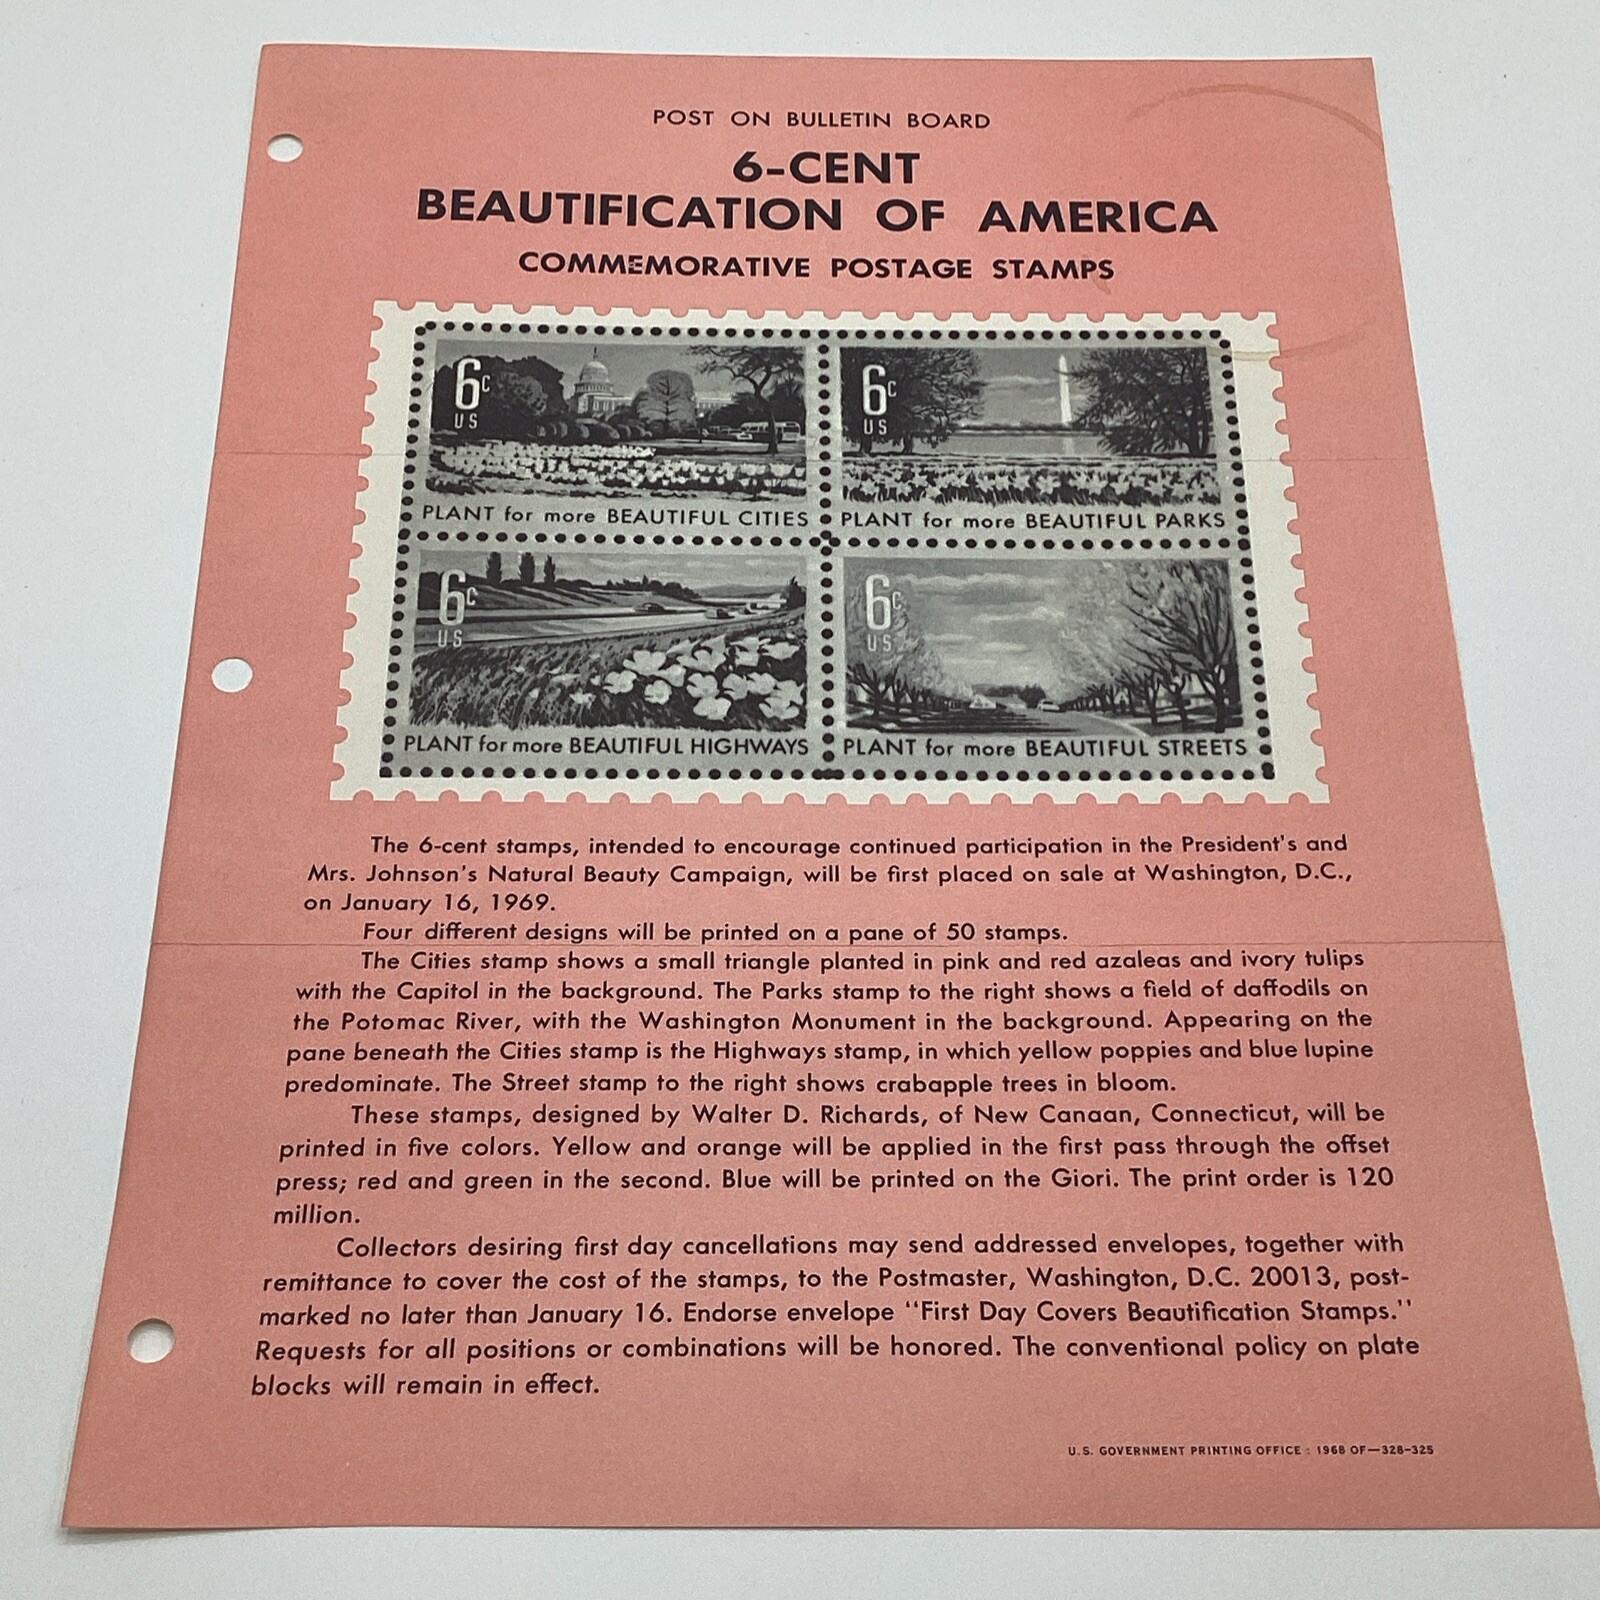 POST ON BULLETIN BOARD
6-CENT
BEAUTIFICATION OF AMERICA
COMMEMORATIVE POSTAGE STAMPS
6c
US
PLANT for more BEAUTIFUL CITIES
6c
US
PLANT for more BEAUTIFUL PARKS
6c
US
PLANT for more BEAUTIFUL HIGHWAYS
6c
US
PLANT for more BEAUTIFUL STREETS
The 6-cent stamps, intended to encourage continued participation in the President's and
Mrs. Johnson's Natural Beauty Campaign, will be first placed on sale at Washington, D.C.,
on January 16, 1969.
Four different designs will be printed on a pane of 50 stamps.
The Cities stamp shows a small triangle planted in pink and red azaleas and ivory tulips
with the Capitol in the background. The Parks stamp to the right shows a field of daffodils on
the Potomac River, with the Washington Monument in the background. Appearing on the
pane beneath the Cities stamp is the Highways stamp, in which yellow poppies and blue lupine
predominate. The Street stamp to the right shows crabapple trees in bloom.
These stamps, designed by Walter D. Richards, of New Canaan, Connecticut, will be
printed in five colors. Yellow and orange will be applied in the first pass through the offset
press; red and green in the second. Blue will be printed on the Giori. The print order is 120
million.
Collectors desiring first day cancellations may send addressed envelopes, together with
remittance to cover the cost of the stamps, to the Postmaster, Washington, D.C. 20013, post-
marked no later than January 16. Endorse envelope "First Day Covers Beautification Stamps."
Requests for all positions or combinations will be honored. The conventional policy on plate
blocks will remain in effect.
U.S. GOVERNMENT PRINTING OFFICE : 1968 OF—328-325